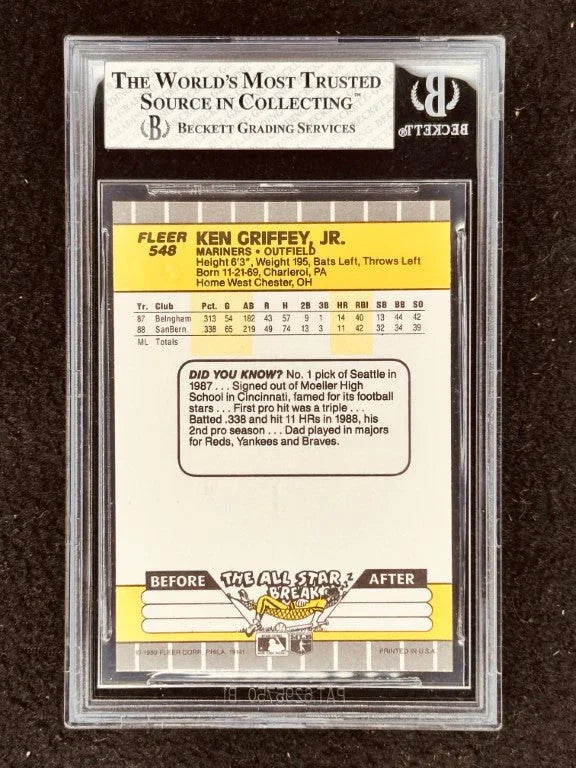 THE WORLD'S MOST TRUSTED
SOURCE IN COLLECTING™
B BECKETT GRADING SERVICES
B
BECKETT
FLEER
548
KEN GRIFFEY, JR.
MARINERS • OUTFIELD
Height 6'3", Weight 195, Bats Left, Throws Left
Born 11-21-69, Charleroi, PA
Home West Chester, OH
Yr. Club Pct. G AB R H 2B 3B HR RBI SB BB SO
87 Belngham .313 54 182 43 57 9 1 14 40 13 44 42
88 SanBern. .338 65 219 49 74 13 3 11 42 32 34 39
ML Totals
DID YOU KNOW? No. 1 pick of Seattle in
1987 . . . Signed out of Moeller High
School in Cincinnati, famed for its football
stars . . . First pro hit was a triple . . .
Batted .338 and hit 11 HRs in 1988, his
2nd pro season . . . Dad played in majors
for Reds, Yankees and Braves.
BEFORE THE ALL STAR BREAK AFTER
© 1989 FLEER CORP., PHILA. 19141
PRINTED IN U.S.A.